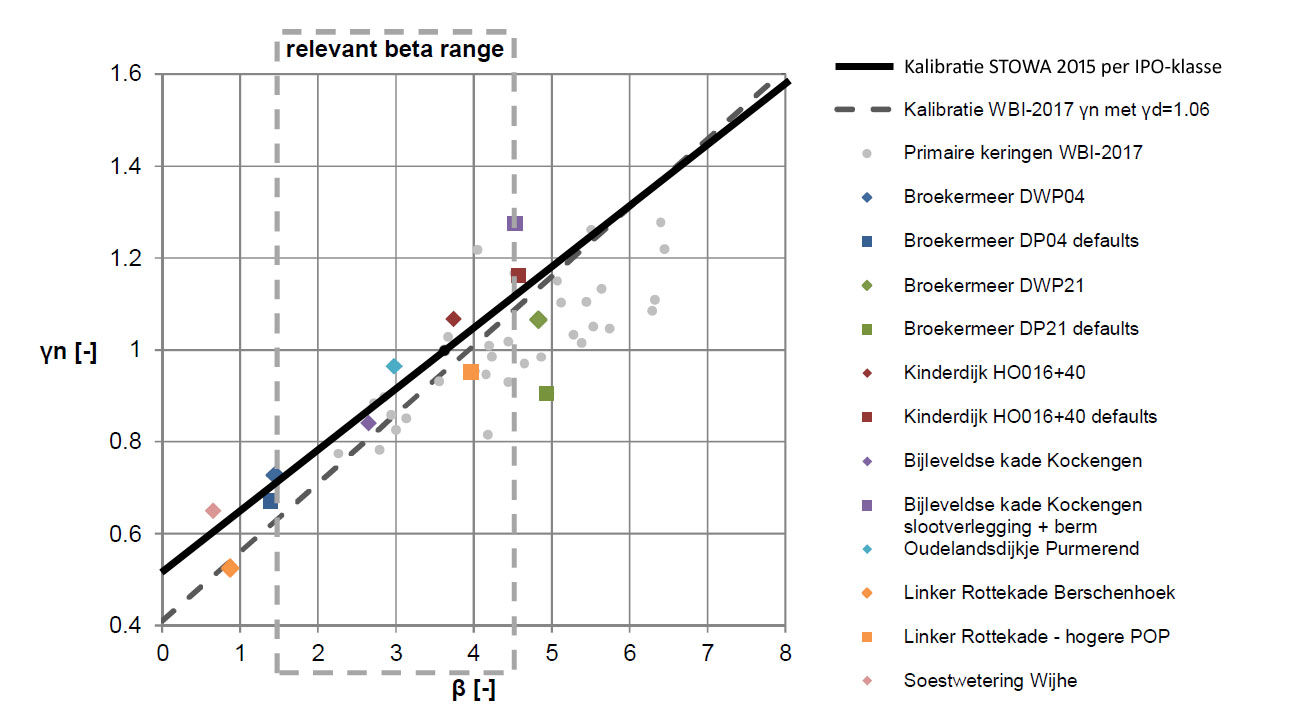 relevant beta range
1.6
1.4
1.2
1
0.8
0.6
0.4
γn [-]
0 1 2 3 4 5 6 7 8
β [-]
Kalibratie STOWA 2015 per IPO-klasse
Kalibratie WBI-2017 γn met γd=1.06
Primaire keringen WBI-2017
Broekermeer DWP04
Broekermeer DP04 defaults
Broekermeer DWP21
Broekermeer DP21 defaults
Kinderdijk HO016+40
Kinderdijk HO016+40 defaults
Bijleveldse kade Kockengen
Bijleveldse kade Kockengen
slootverlegging + berm
Oudelandsdijkje Purmerend
Linker Rottekade Berschenhoek
Linker Rottekade - hogere POP
Soestwetering Wijhe